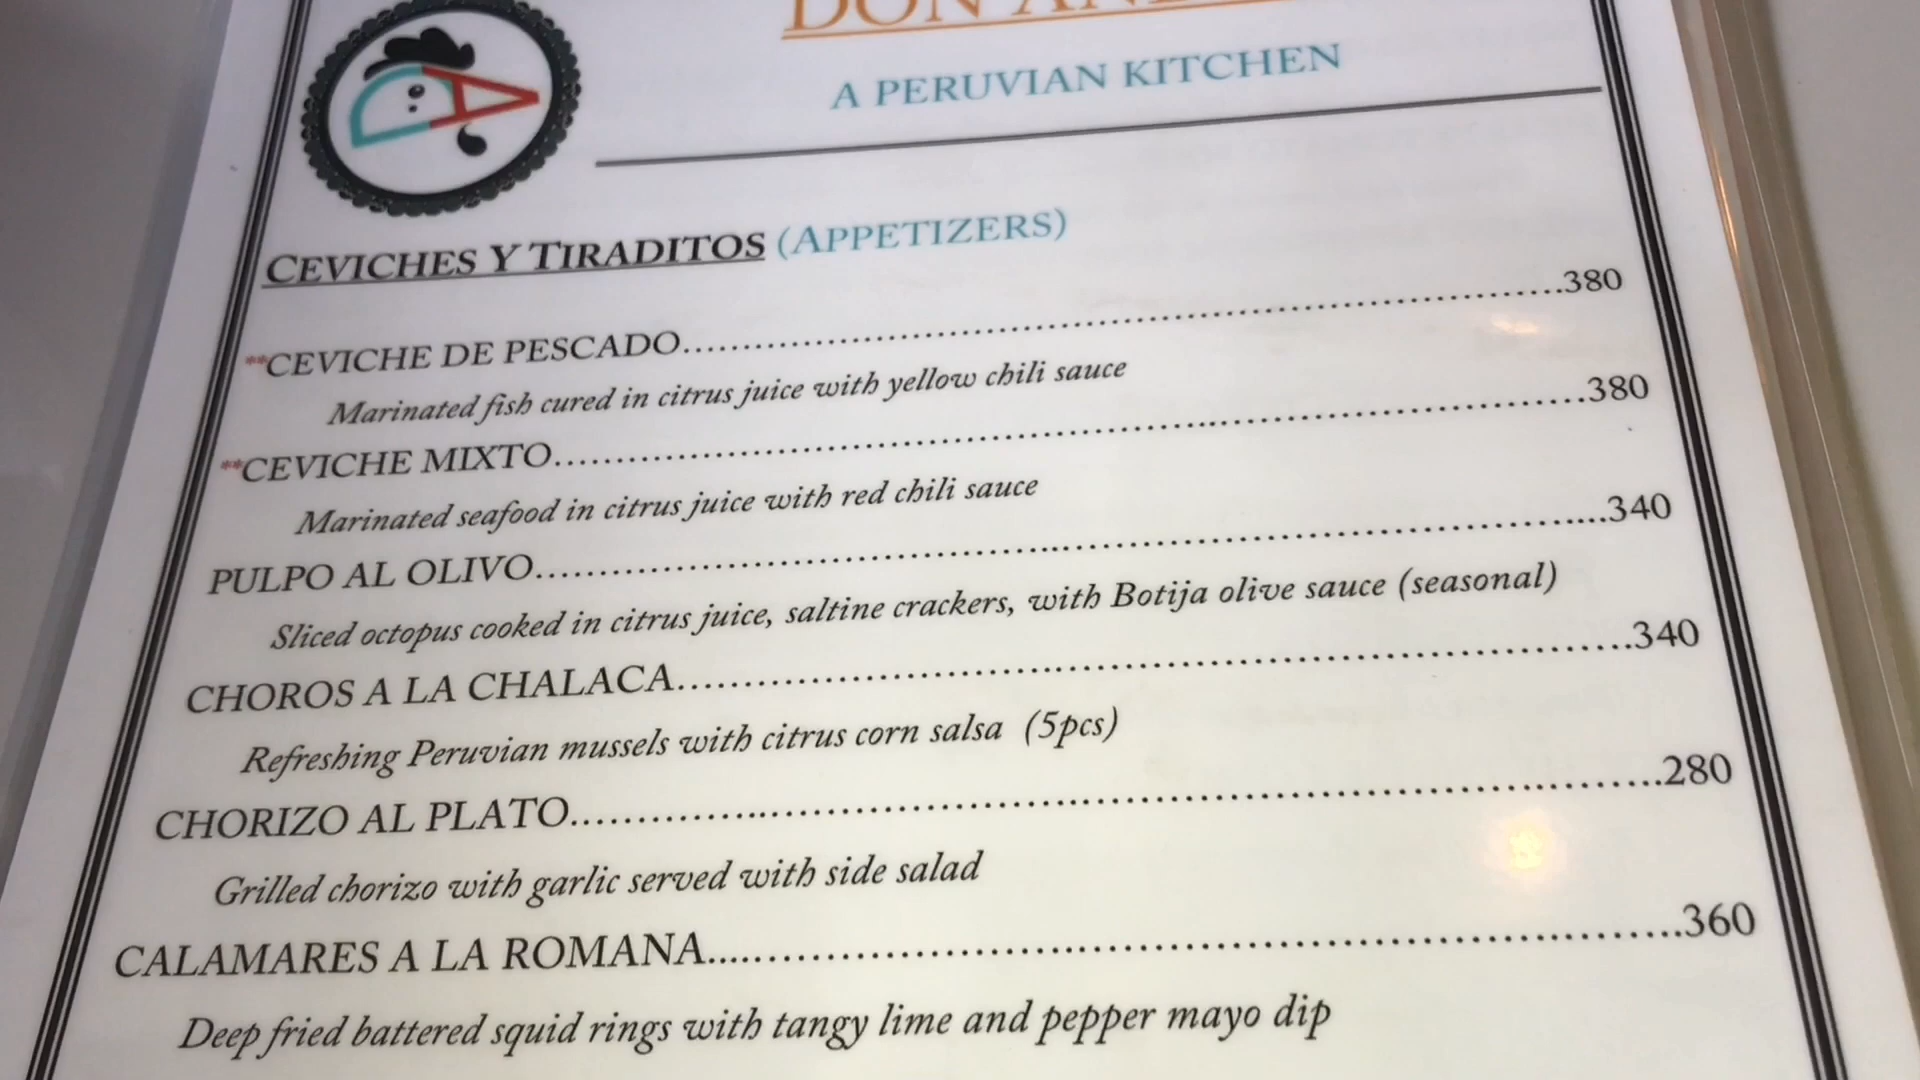 DON
A PERUVIAN KITCHEN
CEVICHES Y TIRADITOS (APPETIZERS)
**CEVICHE DE PESCADO........380
Marinated fish cured in citrus juice with yellow chili sauce
**CEVICHE MIXTO........380
Marinated seafood in citrus juice with red chili sauce
PULPO AL OLIVO........340
Sliced octopus cooked in citrus juice, saltine crackers, with Botija olive sauce (seasonal)
CHOROS A LA CHALACA........340
Refreshing Peruvian mussels with citrus corn salsa (5pcs)
CHORIZO AL PLATO........280
Grilled chorizo with garlic served with side salad
CALAMARES A LA ROMANA........360
Deep fried battered squid rings with tangy lime and pepper mayo dip